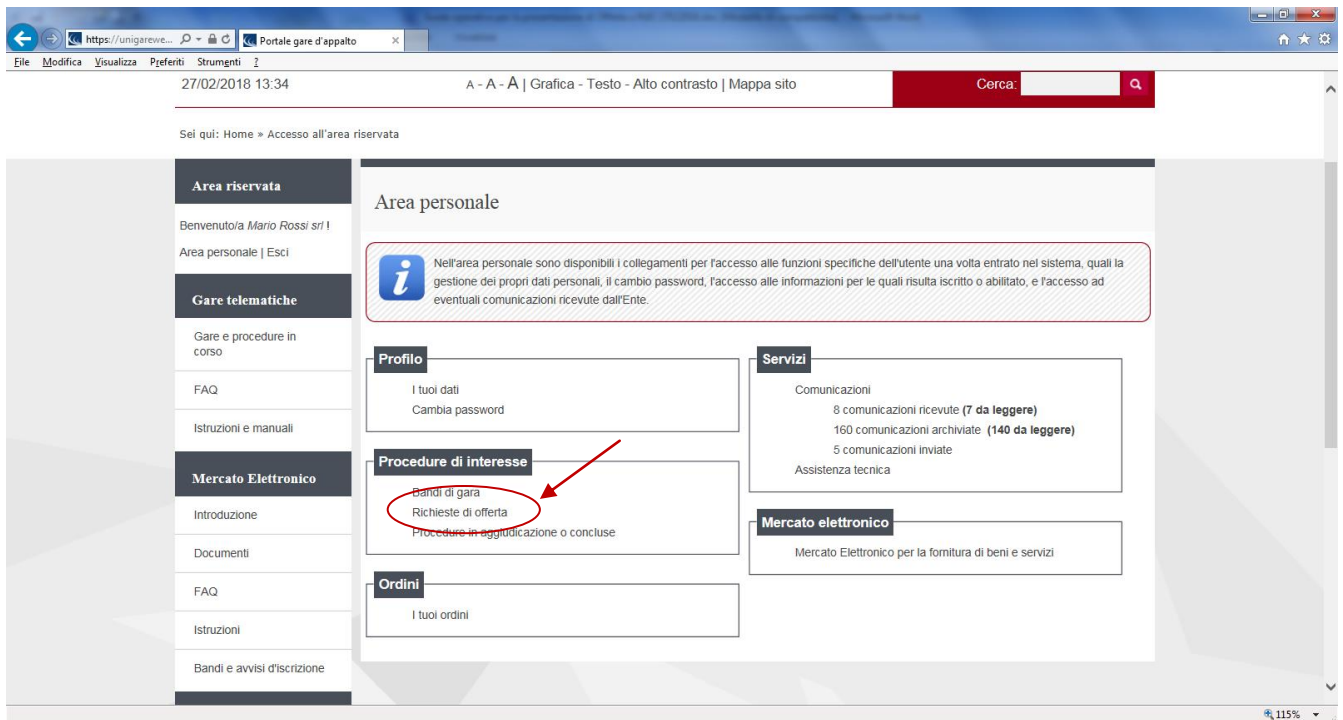 https://unigarewe...
Portale gare d'appalto
File Modifica Visualizza Preferiti Strumenti ?
27/02/2018 13:34
A - A - A | Grafica - Testo - Alto contrasto | Mappa sito
Cerca:
Sei qui: Home » Accesso all'area riservata
Area riservata
Benvenuto/a Mario Rossi srl !
Area personale | Esci
Gare telematiche
Gare e procedure in
corso
FAQ
Istruzioni e manuali
Mercato Elettronico
Introduzione
Documenti
FAQ
Istruzioni
Bandi e avvisi d'iscrizione
Area personale
Nell'area personale sono disponibili i collegamenti per l'accesso alle funzioni specifiche dell'utente una volta entrato nel sistema, quali la
gestione dei propri dati personali, il cambio password, l'accesso alle informazioni per le quali risulta iscritto o abilitato, e l'accesso ad
eventuali comunicazioni ricevute dall'Ente.
Profilo
I tuoi dati
Cambia password
Procedure di interesse
Bandi di gara
Richieste di offerta
Procedure in aggiudicazione o concluse
Ordini
I tuoi ordini
Servizi
Comunicazioni
8 comunicazioni ricevute (7 da leggere)
160 comunicazioni archiviate (140 da leggere)
5 comunicazioni inviate
Assistenza tecnica
Mercato elettronico
Mercato Elettronico per la fornitura di beni e servizi
115%